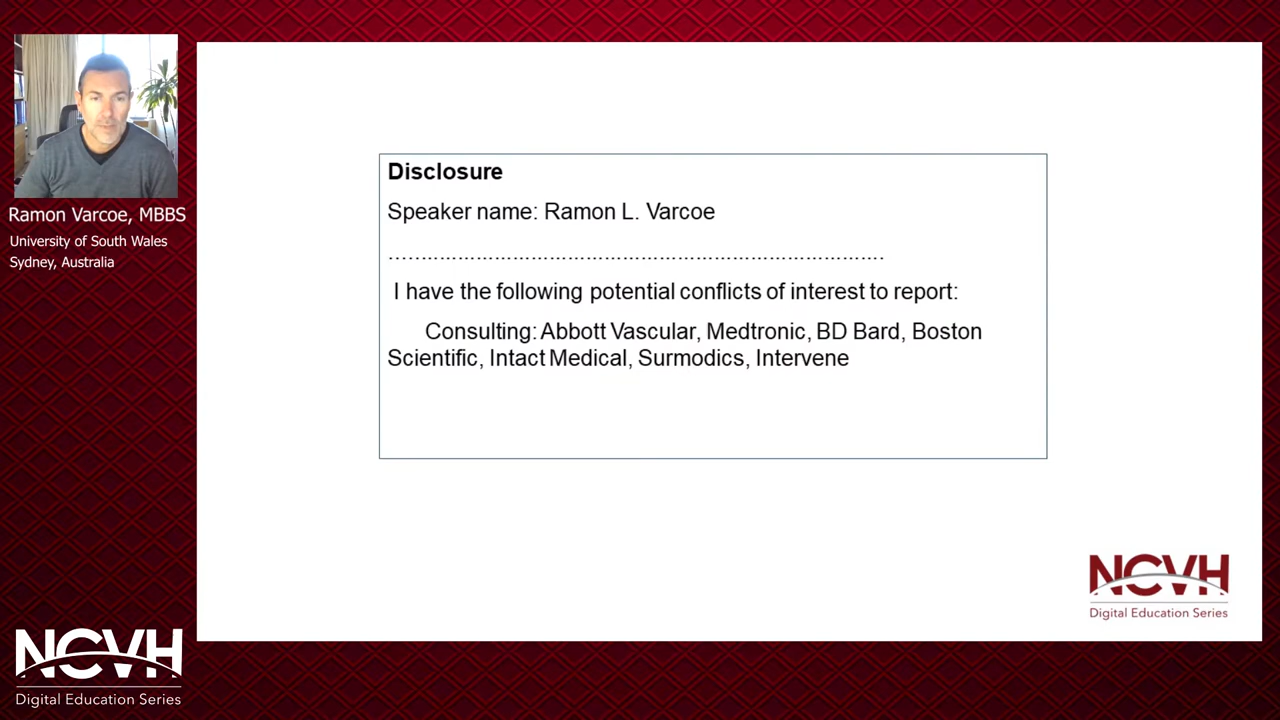 Ramon Varcoe, MBBS
University of South Wales
Sydney, Australia
Disclosure
Speaker name: Ramon L. Varcoe
................................................................................
I have the following potential conflicts of interest to report:
Consulting: Abbott Vascular, Medtronic, BD Bard, Boston
Scientific, Intact Medical, Surmodics, Intervene
NCVH
Digital Education Series
NCVH
Digital Education Series